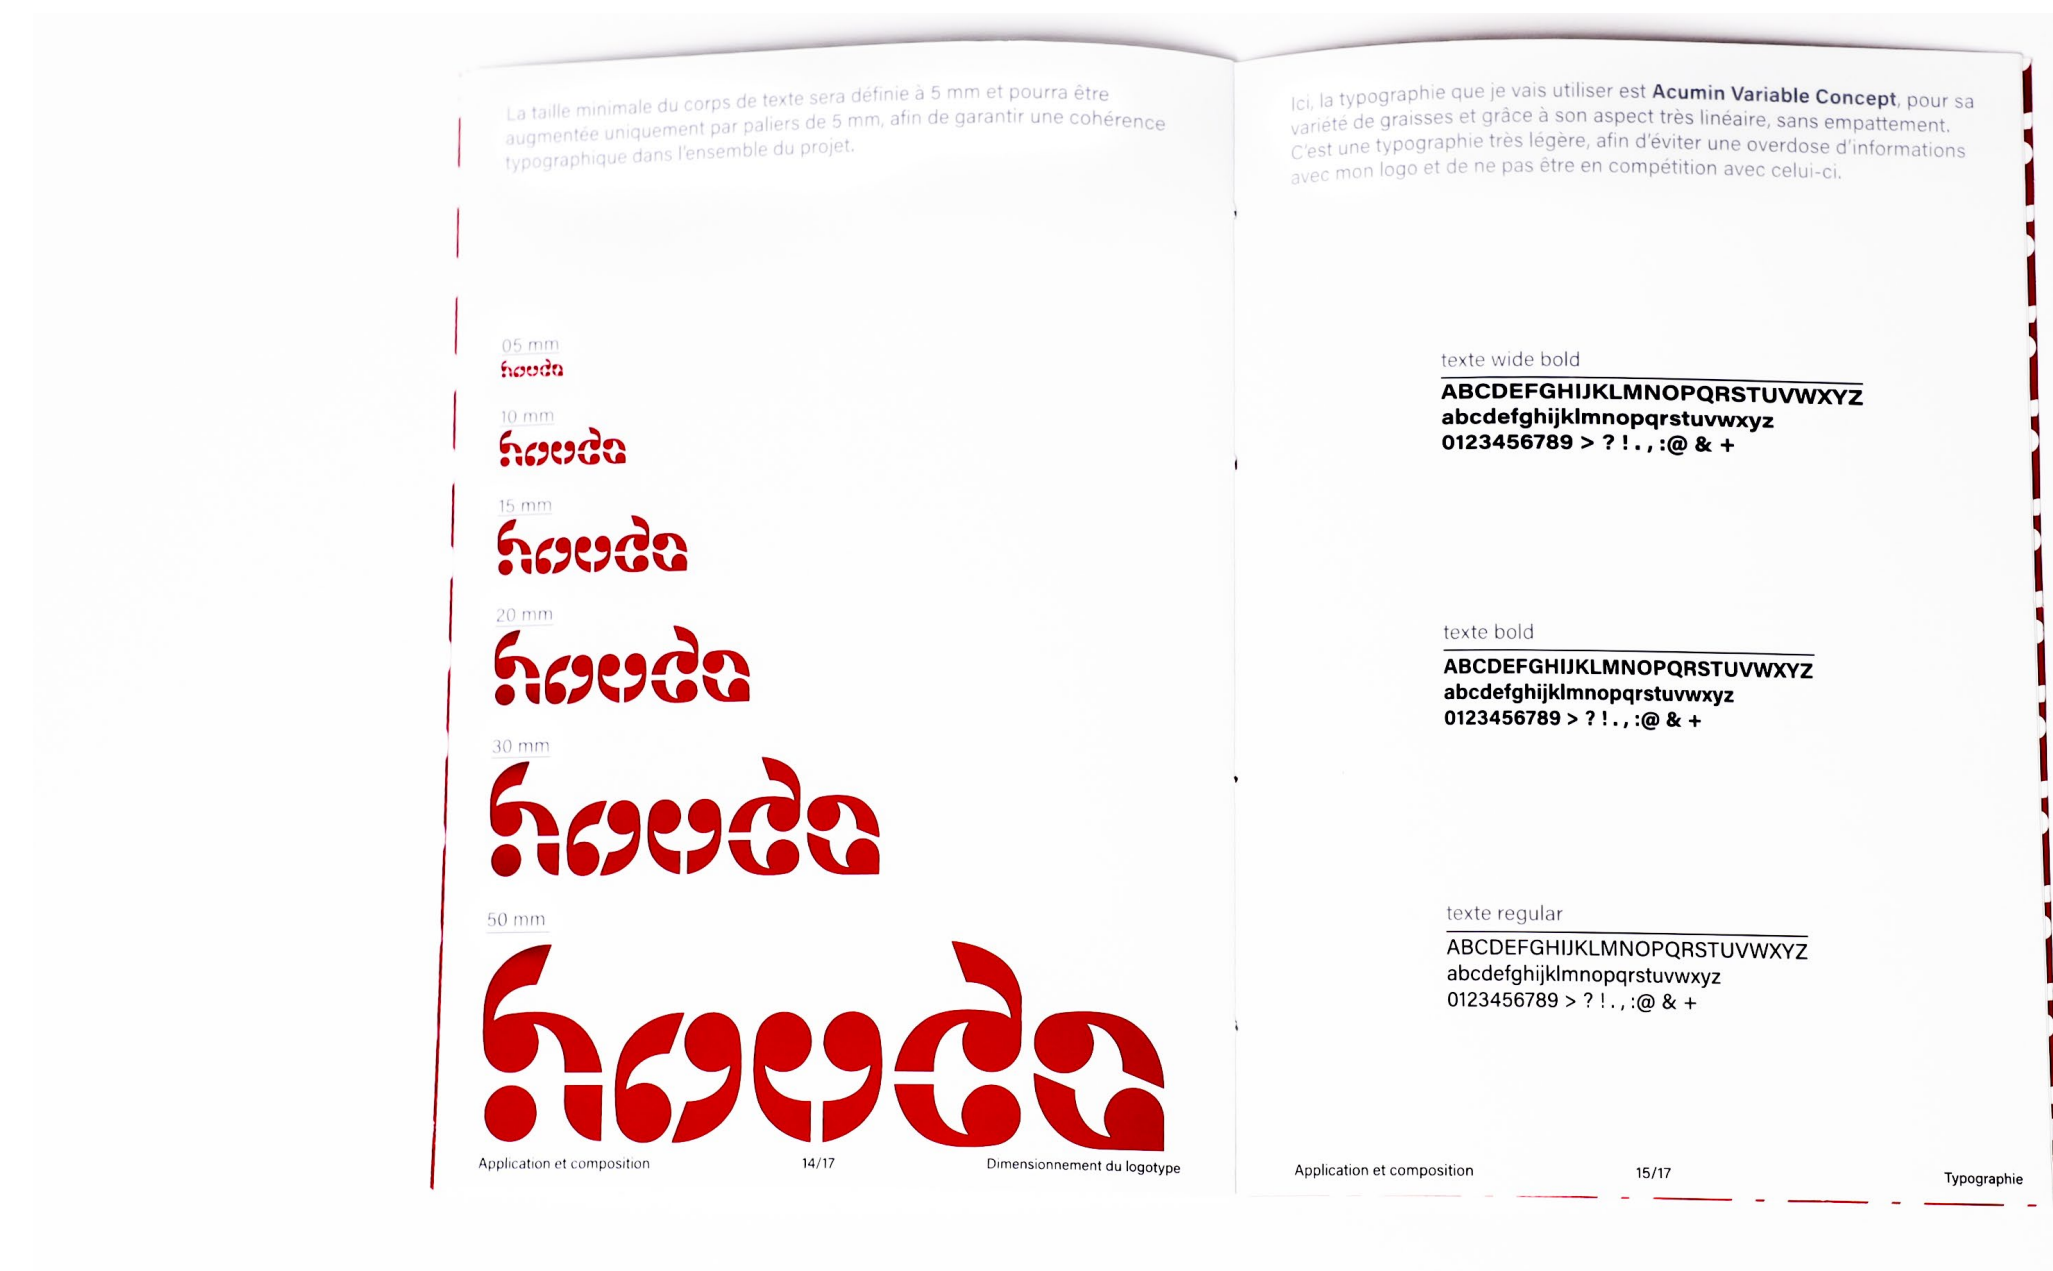 La taille minimale du corps de texte sera définie à 5 mm et pourra être
augmentée uniquement par paliers de 5 mm, afin de garantir une cohérence
typographique dans l'ensemble du projet.
05 mm
houda
10 mm
houda
15 mm
houda
20 mm
houda
30 mm
houda
50 mm
houda
Application et composition 14/17 Dimensionnement du logotype
Ici, la typographie que je vais utiliser est Acumin Variable Concept, pour sa
variété de graisses et grâce à son aspect très linéaire, sans empattement.
C'est une typographie très légère, afin d'éviter une overdose d'informations
avec mon logo et de ne pas être en compétition avec celui-ci.
texte wide bold
ABCDEFGHIJKLMNOPQRSTUVWXYZ
abcdefghijklmnopqrstuvwxyz
0123456789 > ? ! . , :@ & +
texte bold
ABCDEFGHIJKLMNOPQRSTUVWXYZ
abcdefghijklmnopqrstuvwxyz
0123456789 > ? ! . , :@ & +
texte regular
ABCDEFGHIJKLMNOPQRSTUVWXYZ
abcdefghijklmnopqrstuvwxyz
0123456789 > ? ! . , :@ & +
Application et composition 15/17 Typographie